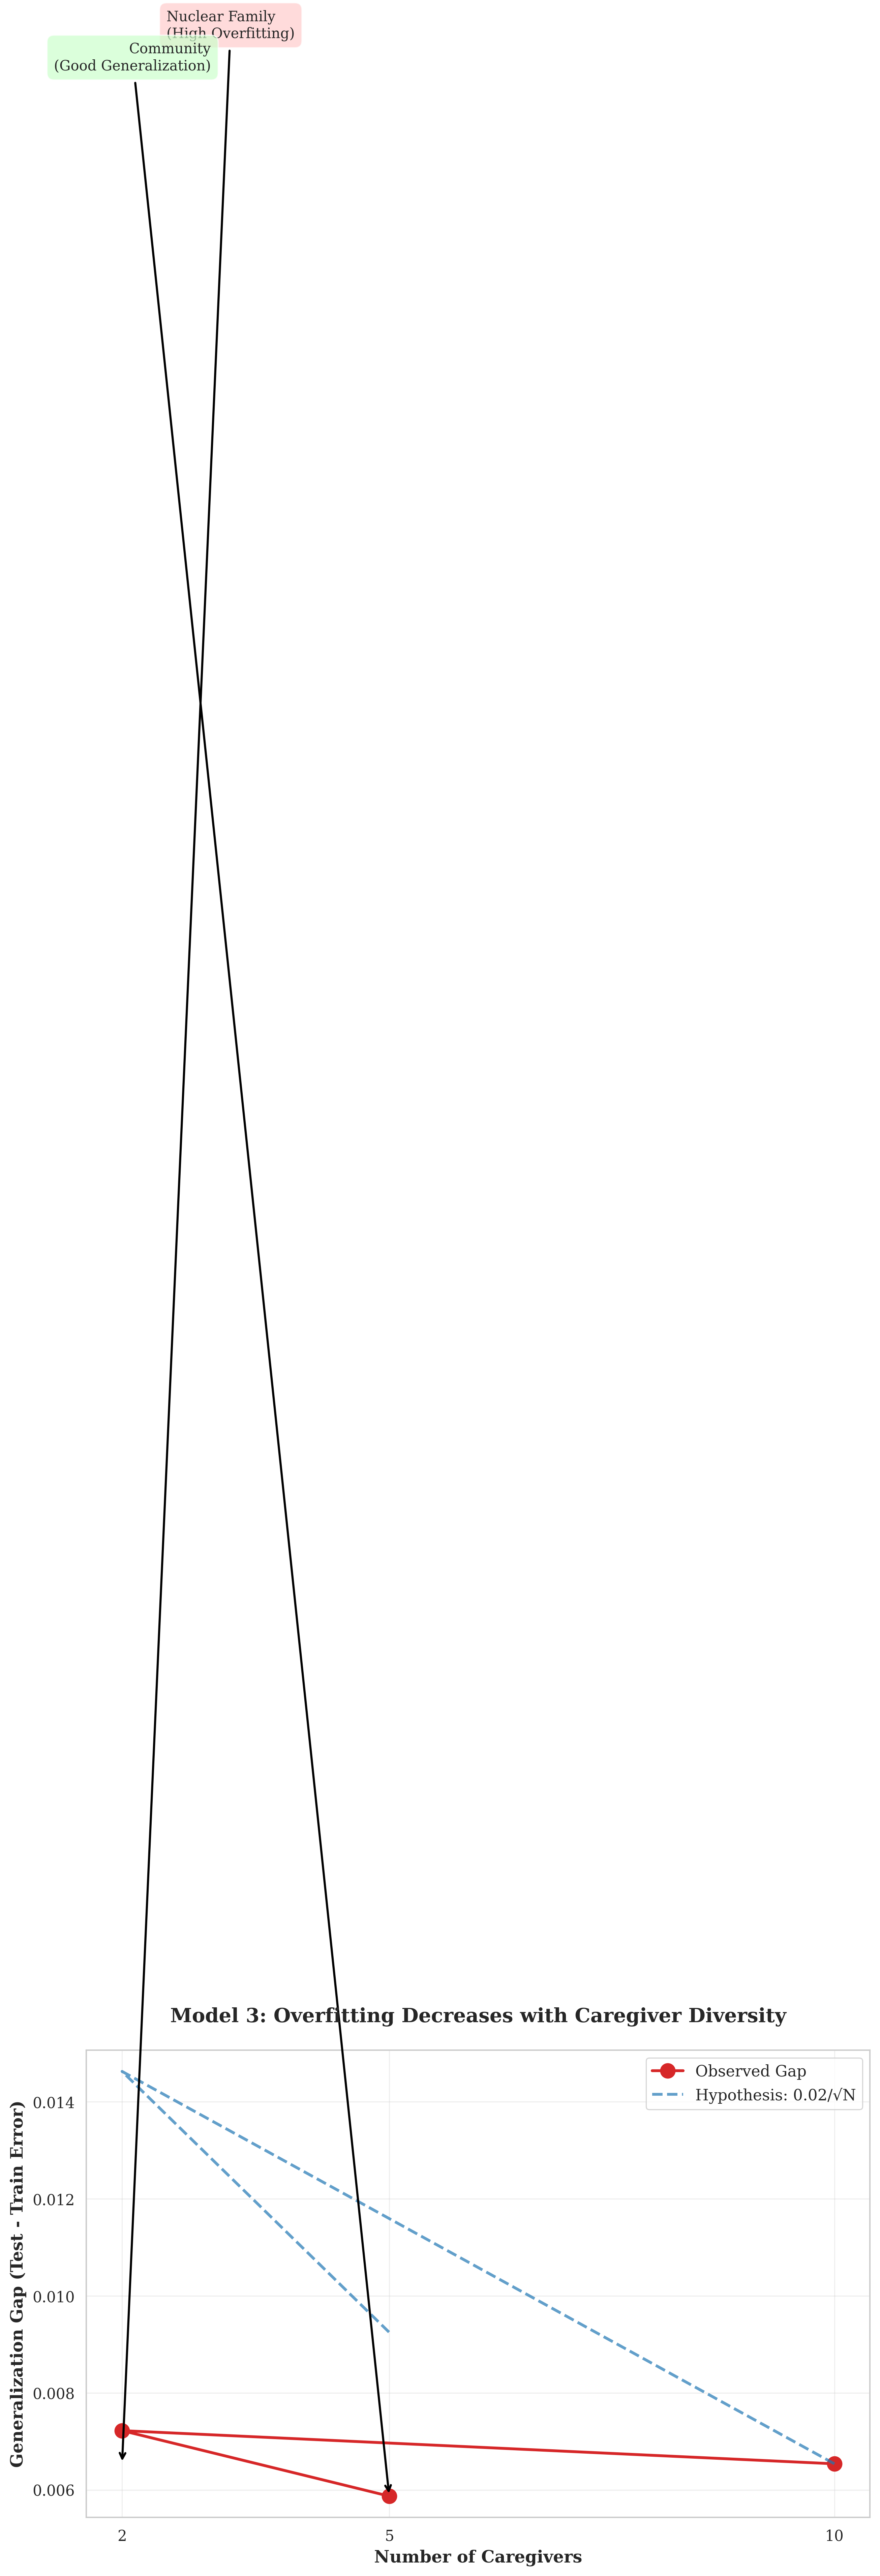 Nuclear Family
(High Overfitting)
Community
(Good Generalization)
Model 3: Overfitting Decreases with Caregiver Diversity
Observed Gap
Hypothesis: 0.02/√N
Generalization Gap (Test - Train Error)
0.014
0.012
0.010
0.008
0.006
2
5
10
Number of Caregivers